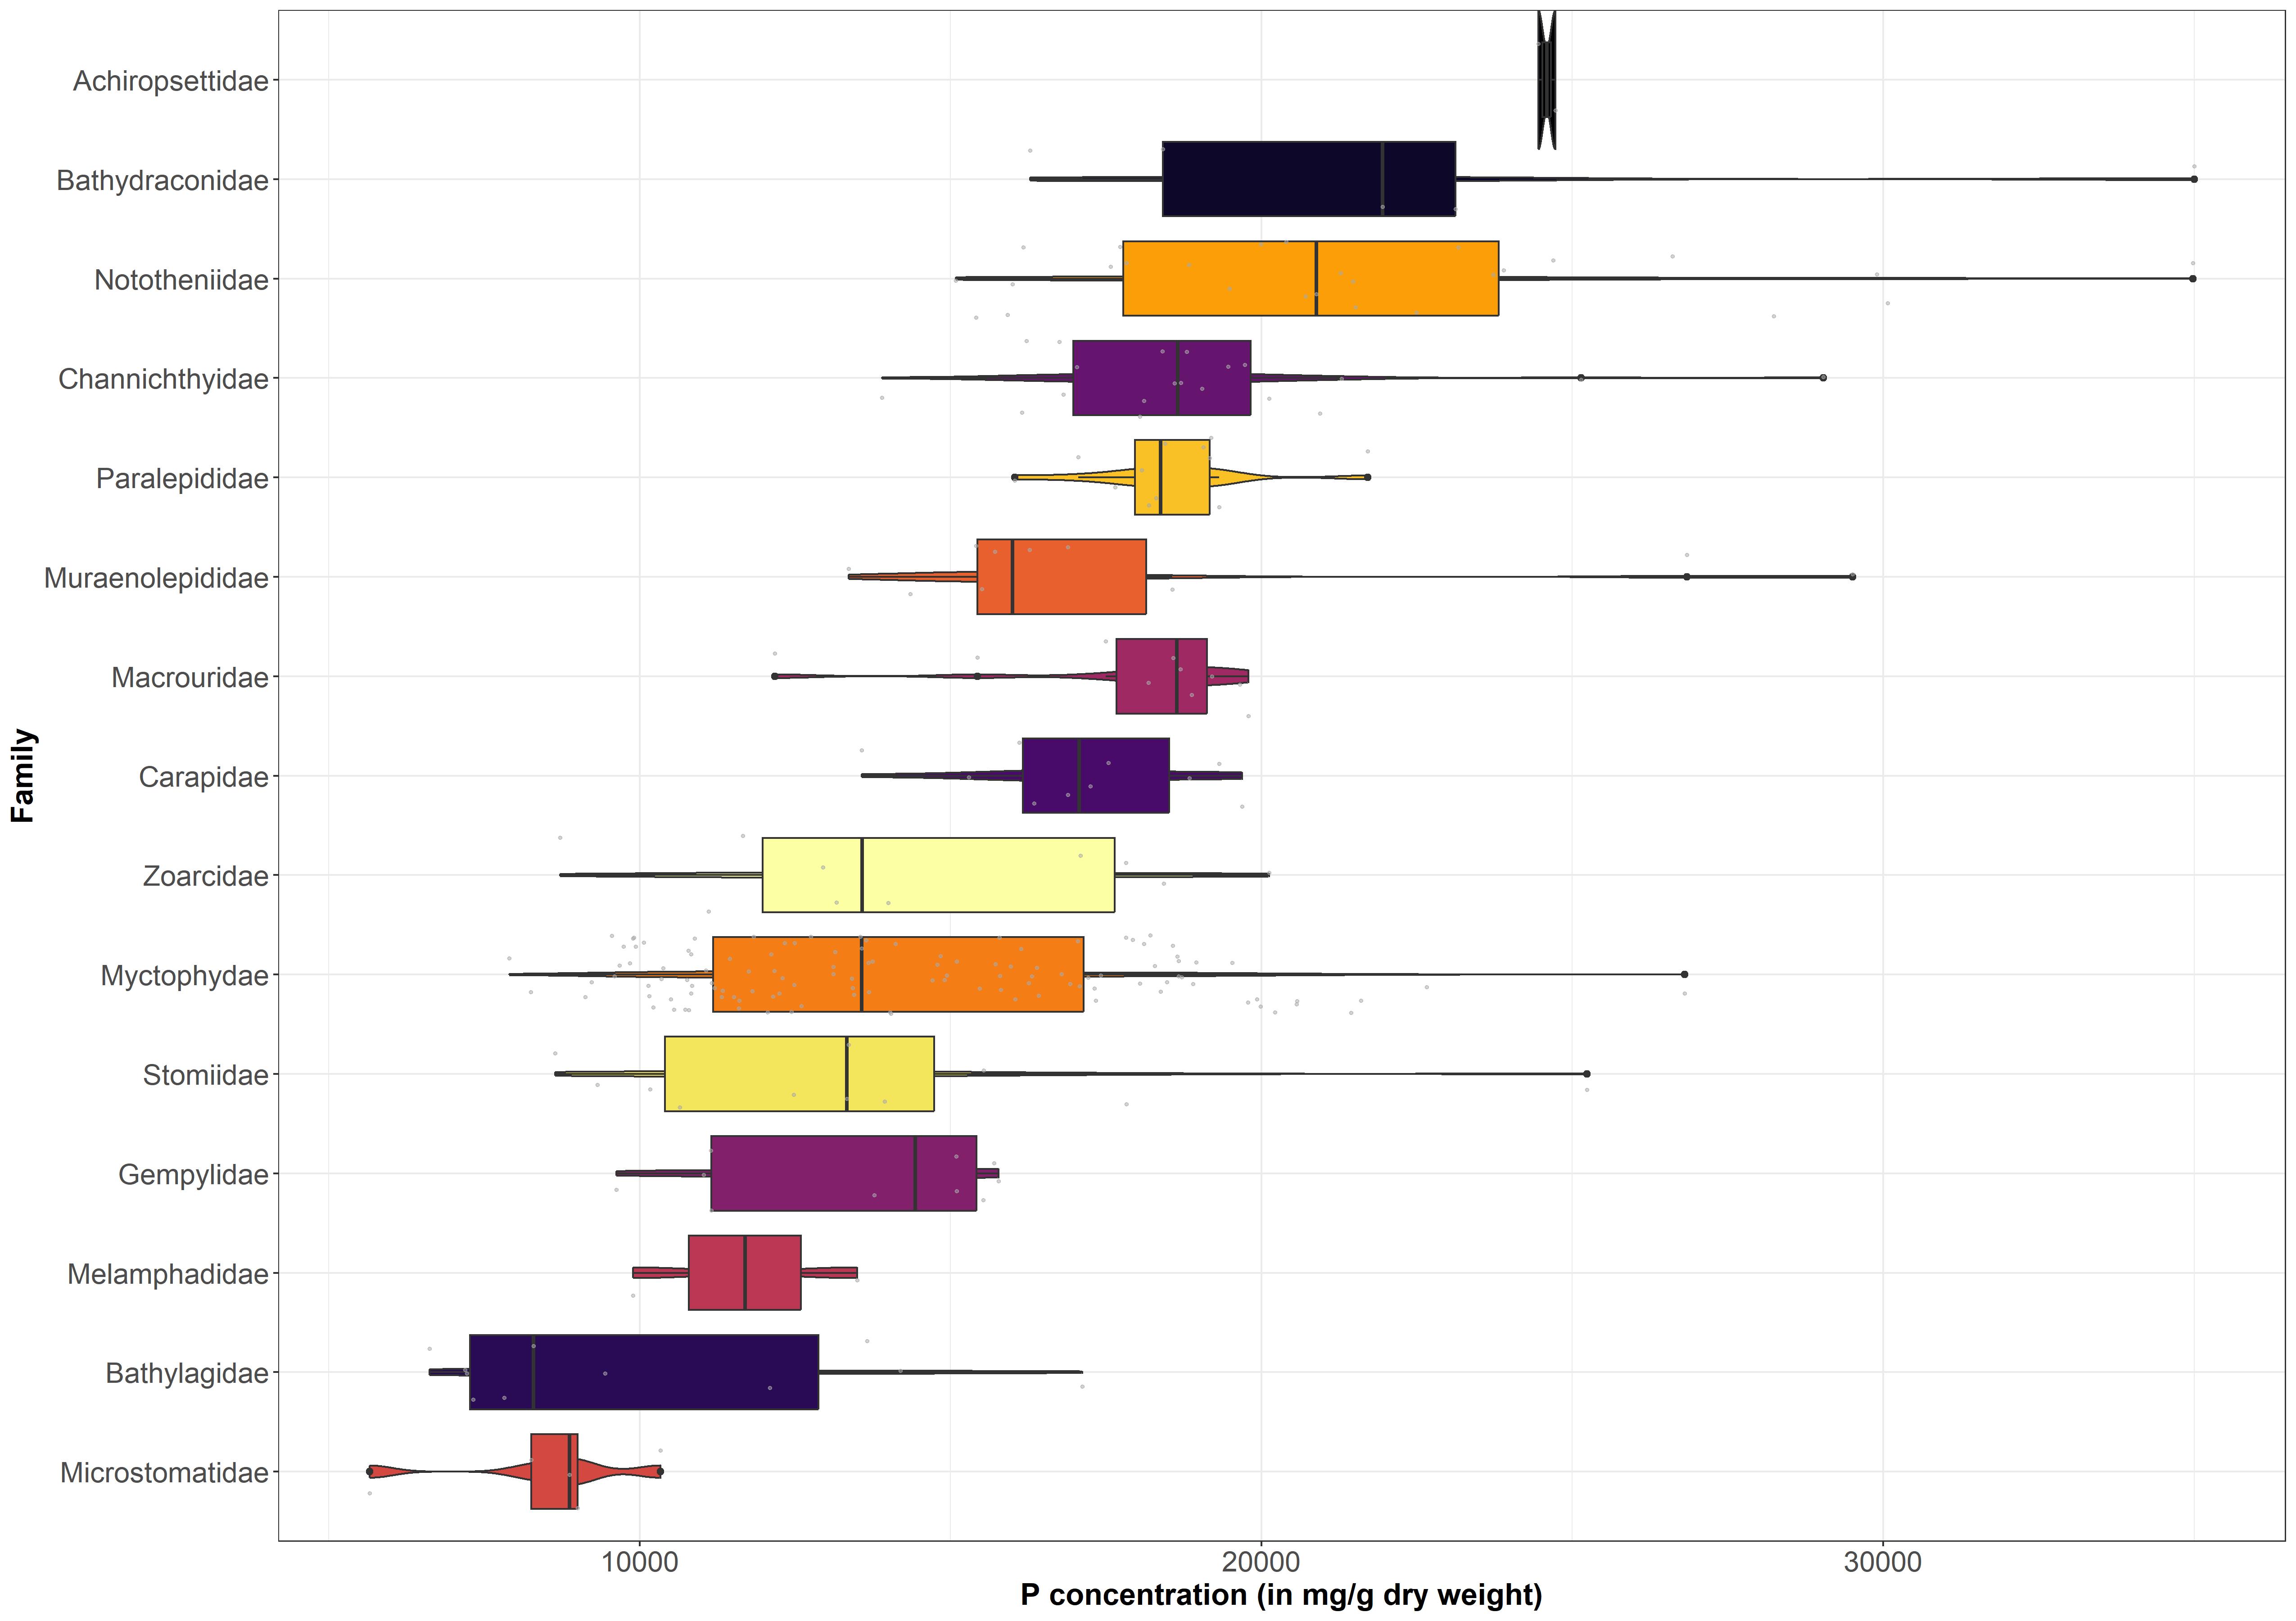 Achiropsettidae
Bathydraconidae
Nototheniidae
Channichthyidae
Paralepididae
Muraenolepididae
Macrouridae
Carapidae
Zoarcidae
Myctophydae
Stomiidae
Gempylidae
Melamphadidae
Bathylagidae
Microstomatidae
Family
10000
20000
30000
P concentration (in mg/g dry weight)